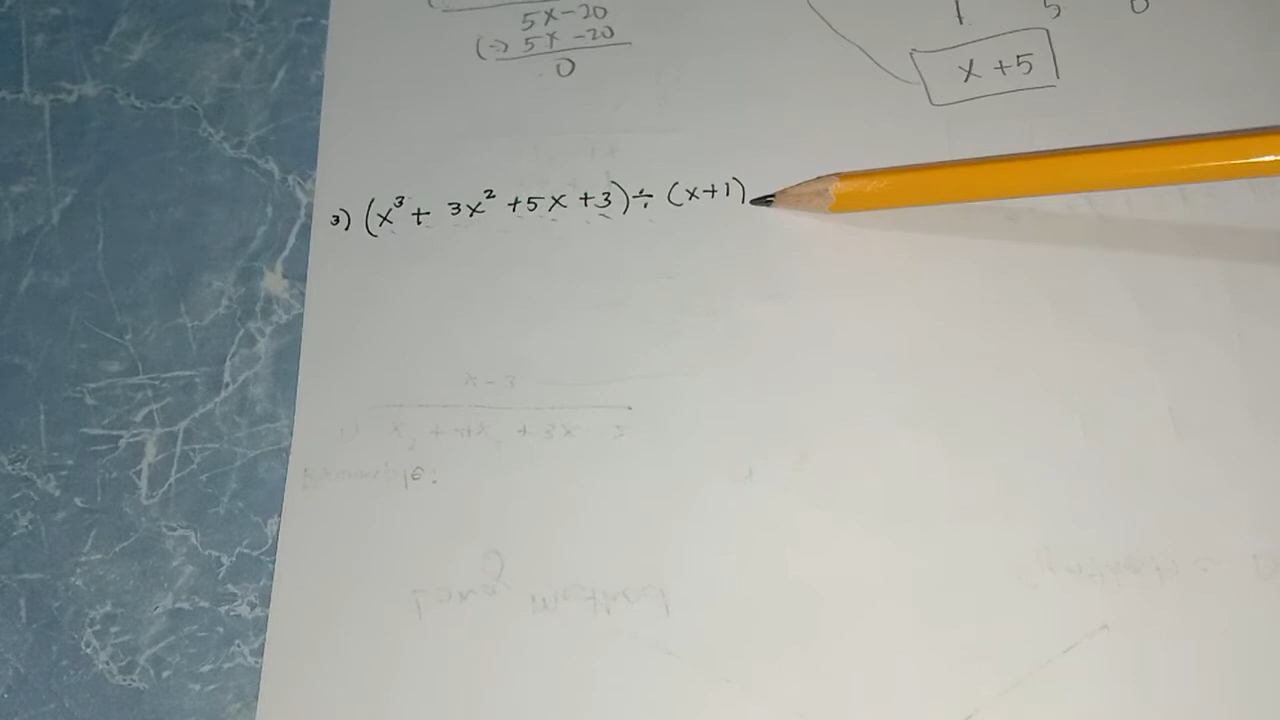 5x-20
(-) 5x -20
0
1 5 0
x +5
3) (x³ + 3x² +5x +3) ÷ (x+1)